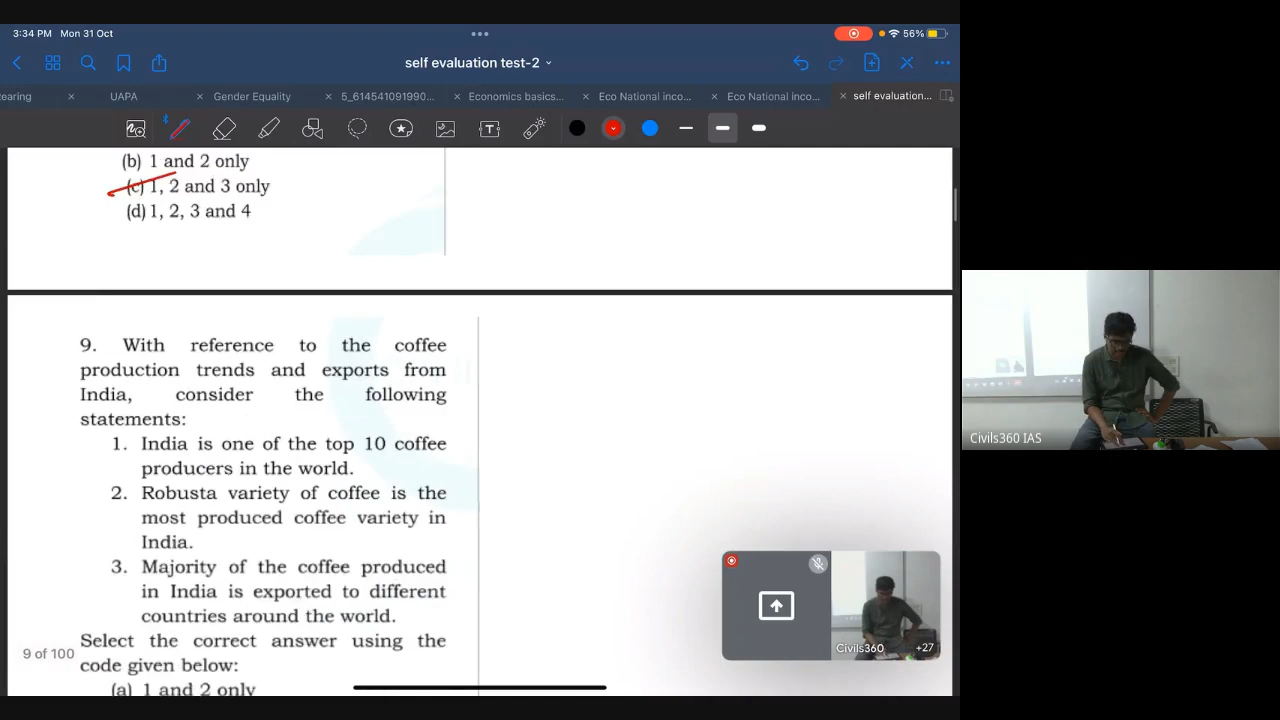 3:34 PM Mon 31 Oct
56%
self evaluation test-2
earing
UAPA
Gender Equality
5_614541091990...
Economics basics...
Eco National inco...
Eco National inco...
self evaluation...
T
(b) 1 and 2 only
(c) 1, 2 and 3 only
(d) 1, 2, 3 and 4
9. With reference to the coffee
production trends and exports from
India, consider the following
statements:
1. India is one of the top 10 coffee
producers in the world.
2. Robusta variety of coffee is the
most produced coffee variety in
India.
3. Majority of the coffee produced
in India is exported to different
countries around the world.
Select the correct answer using the
code given below:
(a) 1 and 2 only
9 of 100
Civils360
+27
Civils360 IAS